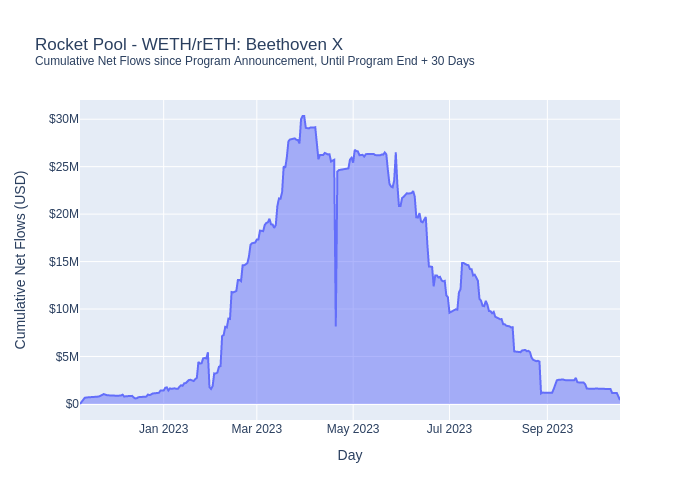 Rocket Pool - WETH/rETH: Beethoven X
Cumulative Net Flows since Program Announcement, Until Program End + 30 Days
$30M
$25M
$20M
$15M
$10M
$5M
$0
Cumulative Net Flows (USD)
Jan 2023 Mar 2023 May 2023 Jul 2023 Sep 2023
Day